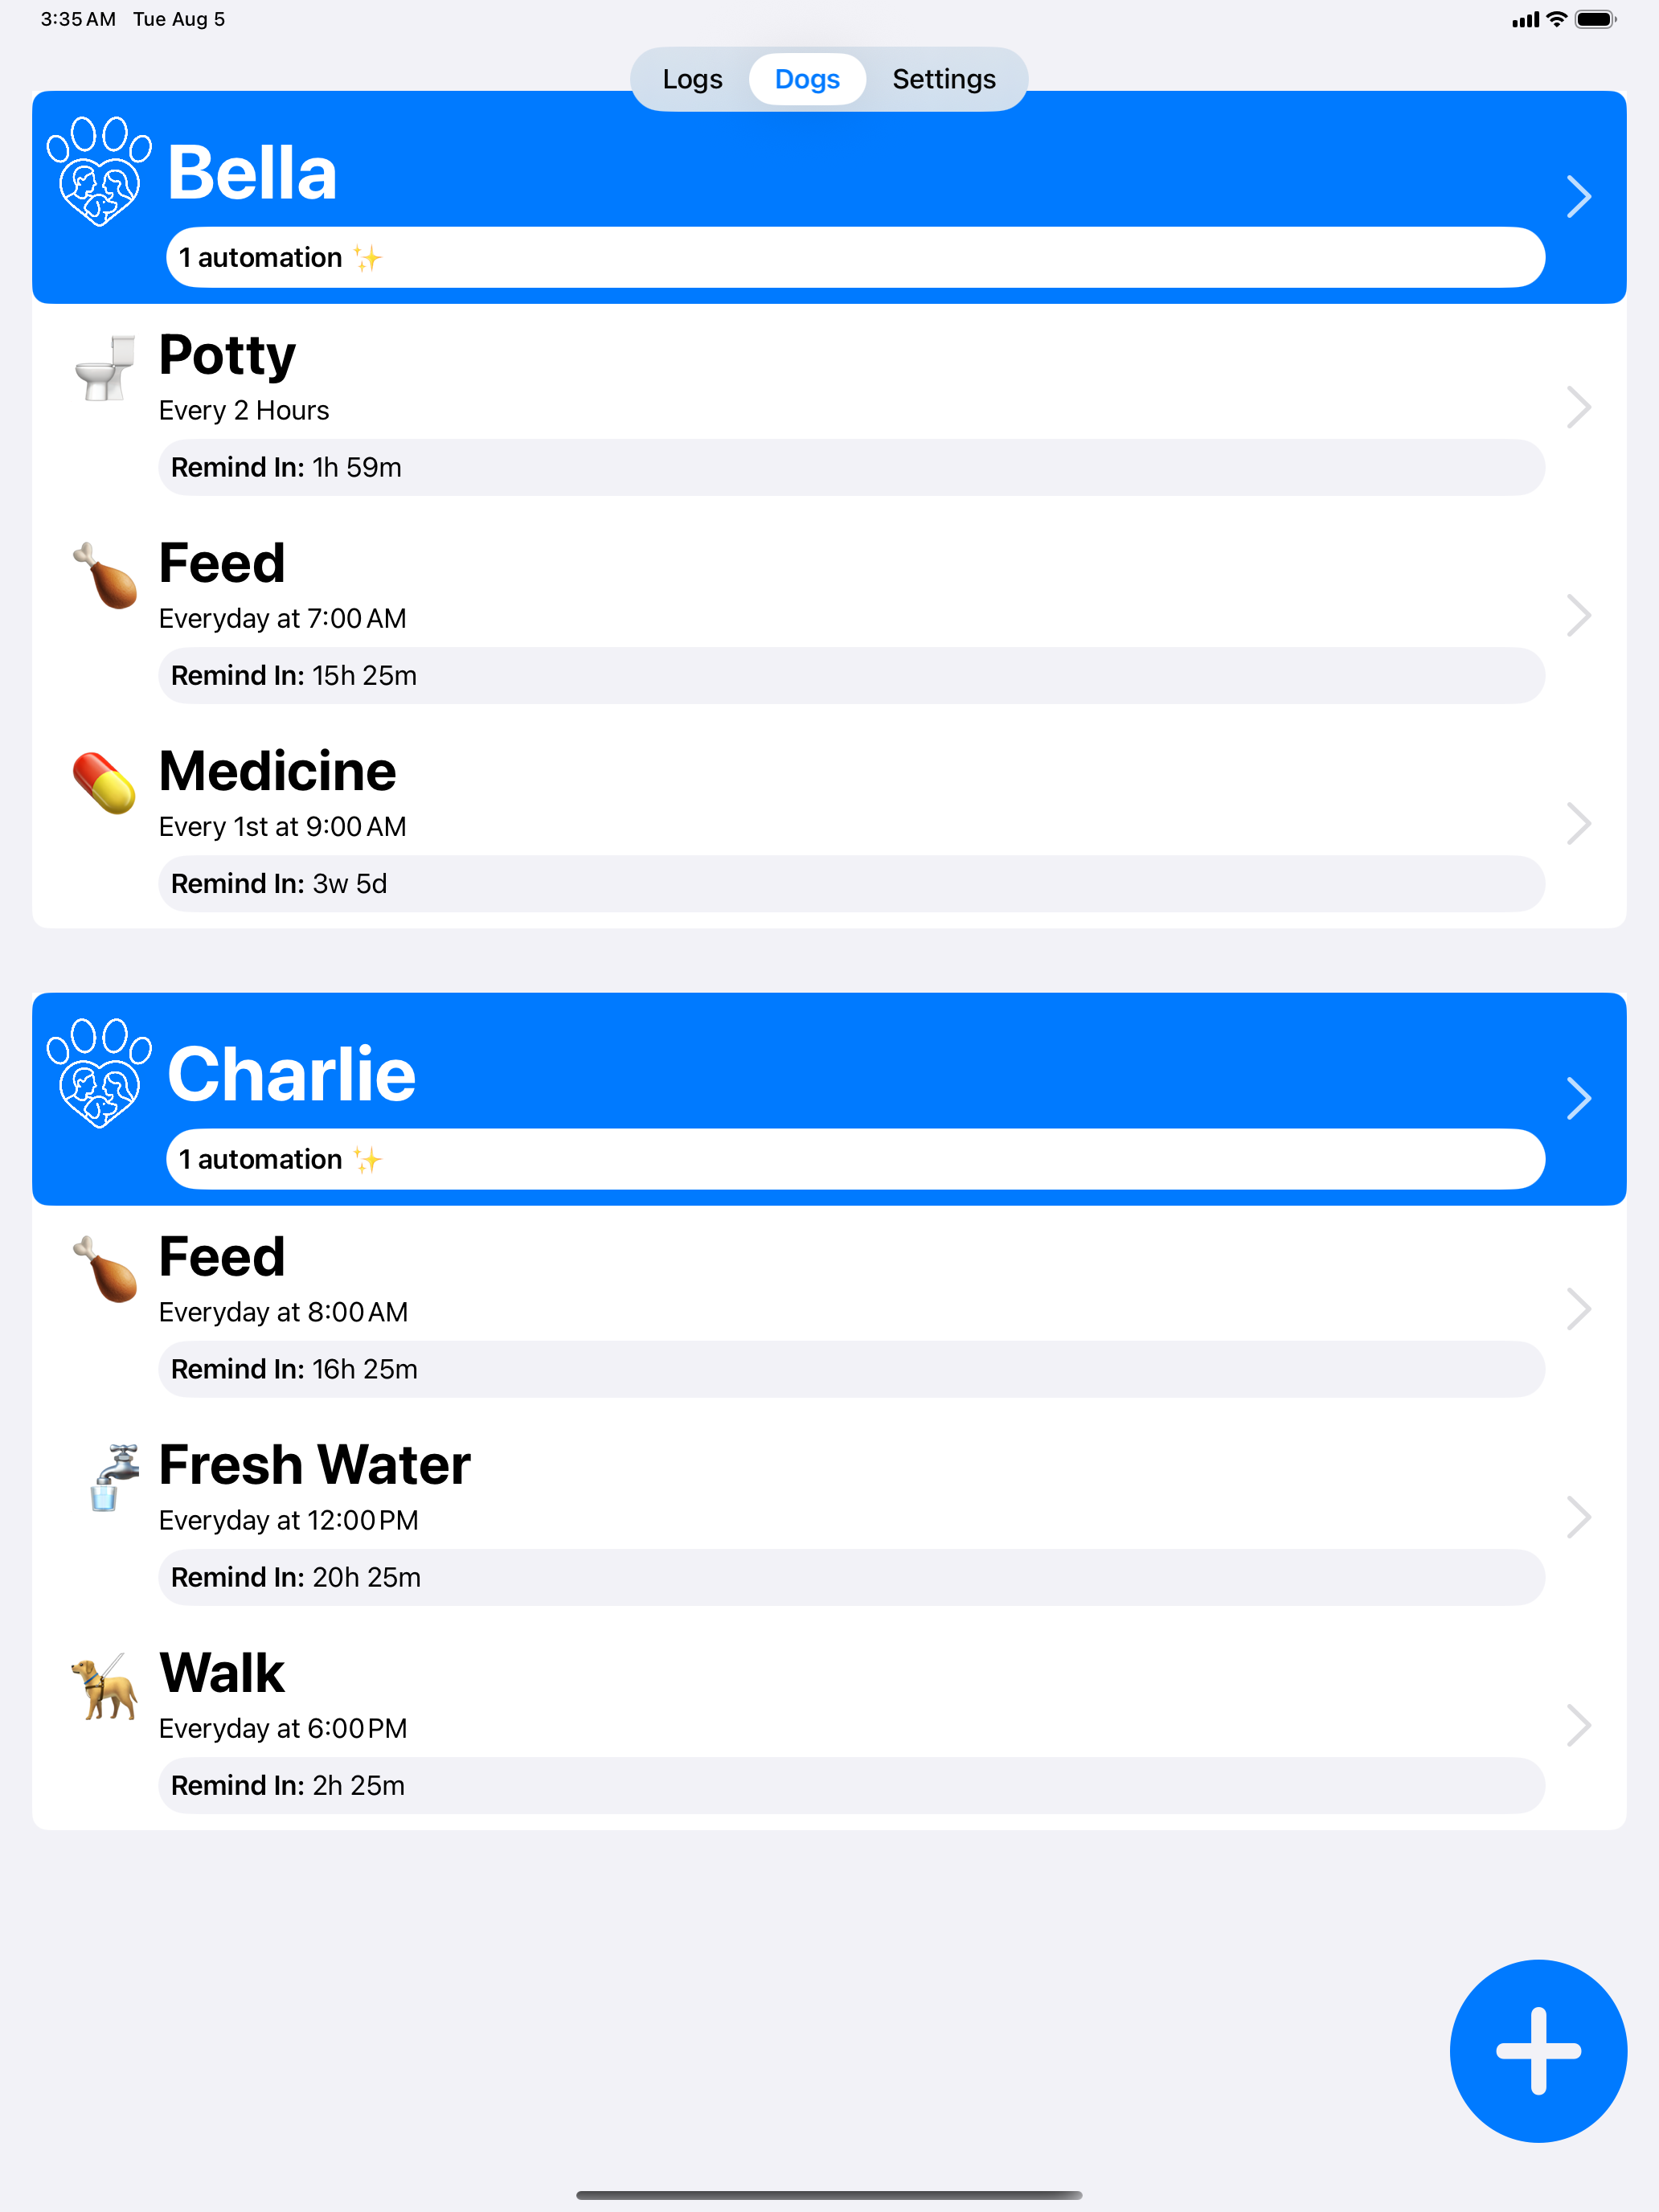 3:35 AM Tue Aug 5
Logs Dogs Settings
Bella
1 automation ✨
Potty
Every 2 Hours
Remind In: 1h 59m
Feed
Everyday at 7:00 AM
Remind In: 15h 25m
Medicine
Every 1st at 9:00 AM
Remind In: 3w 5d
Charlie
1 automation ✨
Feed
Everyday at 8:00 AM
Remind In: 16h 25m
Fresh Water
Everyday at 12:00 PM
Remind In: 20h 25m
Walk
Everyday at 6:00 PM
Remind In: 2h 25m